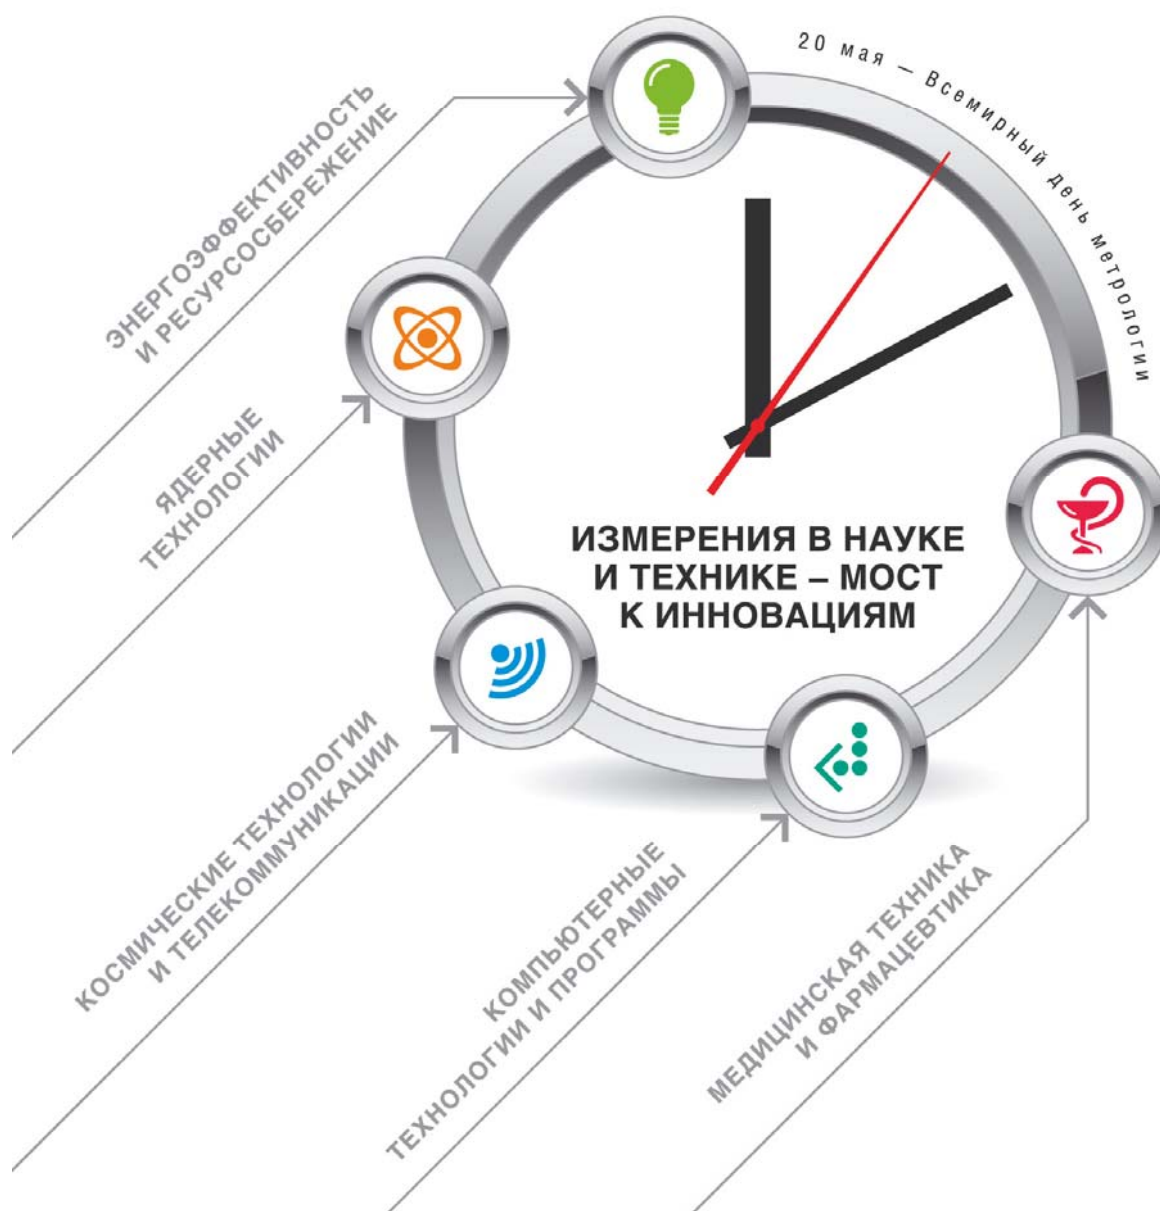 20 мая — Всемирный день метрологии
ЭНЕРГОЭФФЕКТИВНОСТЬ
И РЕСУРСОСБЕРЕЖЕНИЕ
ЯДЕРНЫЕ
ТЕХНОЛОГИИ
ИЗМЕРЕНИЯ В НАУКЕ
И ТЕХНИКЕ – МОСТ
К ИННОВАЦИЯМ
КОСМИЧЕСКИЕ ТЕХНОЛОГИИ
И ТЕЛЕКОММУНИКАЦИИ
КОМПЬЮТЕРНЫЕ
ТЕХНОЛОГИИ И ПРОГРАММЫ
МЕДИЦИНСКАЯ ТЕХНИКА
И ФАРМАЦЕВТИКА